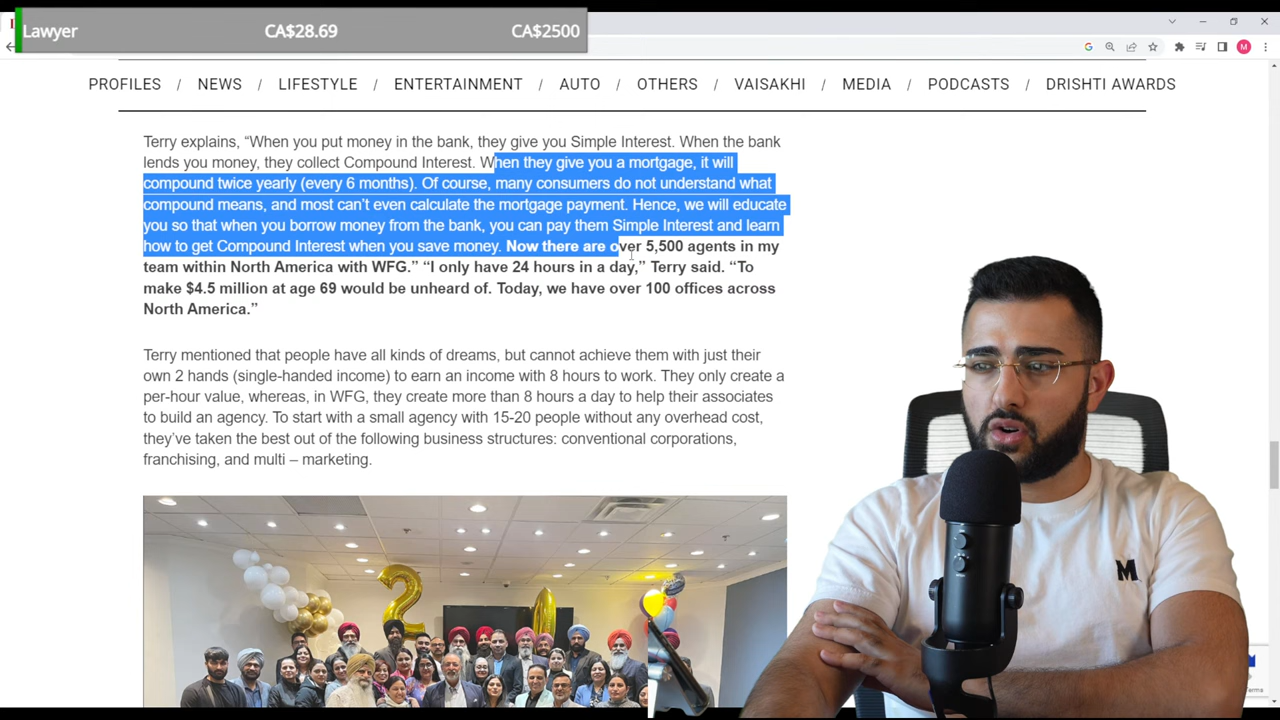 Lawyer CA$28.69 CA$2500
M
PROFILES / NEWS / LIFESTYLE / ENTERTAINMENT / AUTO / OTHERS / VAISAKHI / MEDIA / PODCASTS / DRISHTI AWARDS
Terry explains, “When you put money in the bank, they give you Simple Interest. When the bank
lends you money, they collect Compound Interest. When they give you a mortgage, it will
compound twice yearly (every 6 months). Of course, many consumers do not understand what
compound means, and most can’t even calculate the mortgage payment. Hence, we will educate
you so that when you borrow money from the bank, you can pay them Simple Interest and learn
how to get Compound Interest when you save money. Now there are over 5,500 agents in my
team within North America with WFG.” “I only have 24 hours in a day,” Terry said. “To
make $4.5 million at age 69 would be unheard of. Today, we have over 100 offices across
North America.”
Terry mentioned that people have all kinds of dreams, but cannot achieve them with just their
own 2 hands (single-handed income) to earn an income with 8 hours to work. They only create a
per-hour value, whereas, in WFG, they create more than 8 hours a day to help their associates
to build an agency. To start with a small agency with 15-20 people without any overhead cost,
they’ve taken the best out of the following business structures: conventional corporations,
franchising, and multi – marketing.
20
M